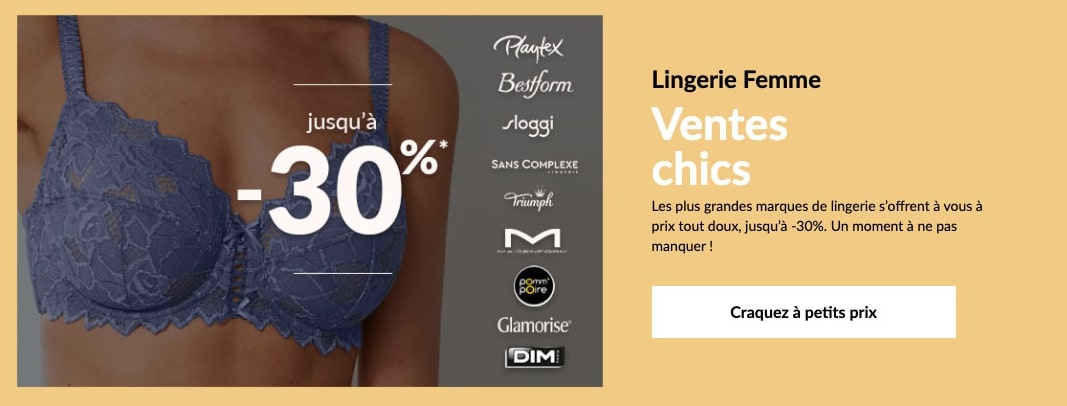 jusqu'à
-30%*
Playtex
Bestform
sloggi
SANS COMPLEXE
LINGERIE
Triumph
M
MAIDENFORM
pomm'
poire
Glamorise®
DIM
PARIS
Lingerie Femme
Ventes
chics
Les plus grandes marques de lingerie s’offrent à vous à
prix tout doux, jusqu’à -30%. Un moment à ne pas
manquer !
Craquez à petits prix